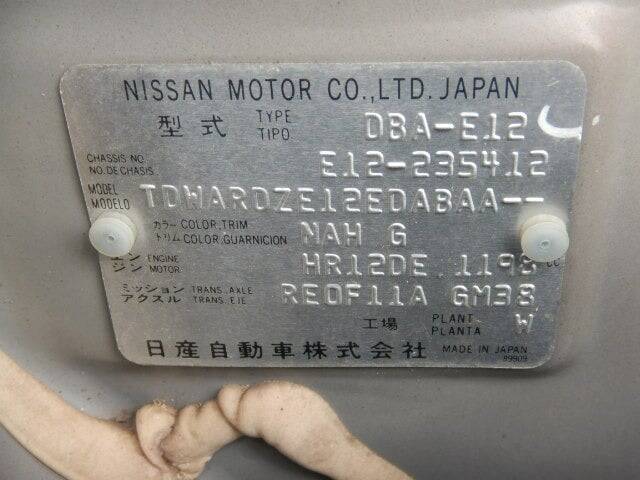 NISSAN MOTOR CO.,LTD. JAPAN
型式 TYPE TIPO DBA-E12
CHASSIS NO. NO. DE CHASIS. E12-235412
MODEL MODELO TDWARDZE12EDABAA--
カラー トリム COLOR, TRIM COLOR, GUARNICION NAH G
エンジン ENGINE MOTOR HR12DE 1198 CC
ミッション アクスル TRANS. AXLE TRANS. EJE RE0F11A GM38
工場 PLANT PLANTA W
日産自動車株式会社 MADE IN JAPAN
99909